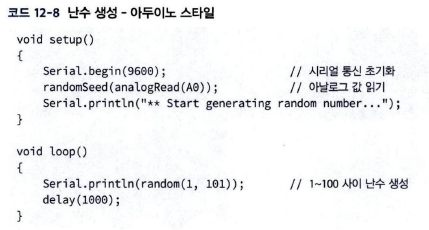 코드 12-8 난수 생성 - 아두이노 스타일
void setup()
{
    Serial.begin(9600);                // 시리얼 통신 초기화
    randomSeed(analogRead(A0));        // 아날로그 값 읽기
    Serial.println("** Start generating random number...");
}

void loop()
{
    Serial.println(random(1, 101));    // 1~100 사이 난수 생성
    delay(1000);
}